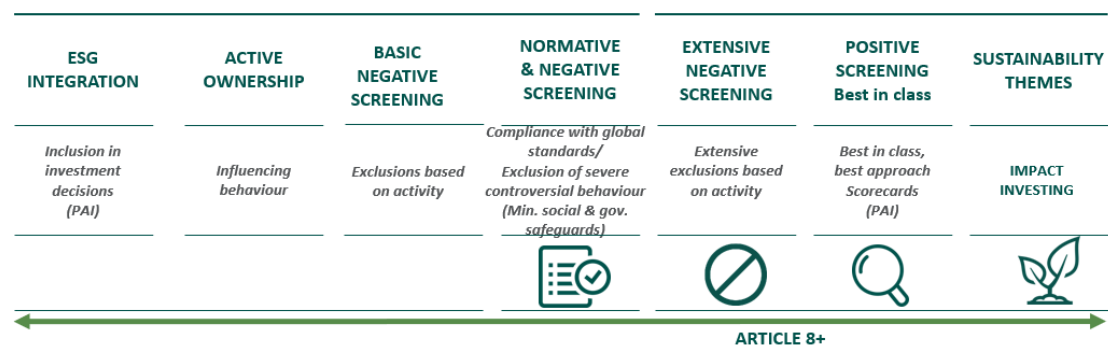 ESG
INTEGRATION
ACTIVE
OWNERSHIP
BASIC
NEGATIVE
SCREENING
NORMATIVE
& NEGATIVE
SCREENING
EXTENSIVE
NEGATIVE
SCREENING
POSITIVE
SCREENING
Best in class
SUSTAINABILITY
THEMES
Inclusion in
investment
decisions
(PAI)
Influencing
behaviour
Exclusions based
on activity
Compliance with global
standards/
Exclusion of severe
controversial behaviour
(Min. social & gov.
safeguards)
Extensive
exclusions based
on activity
Best in class,
best approach
Scorecards
(PAI)
IMPACT
INVESTING
ARTICLE 8+